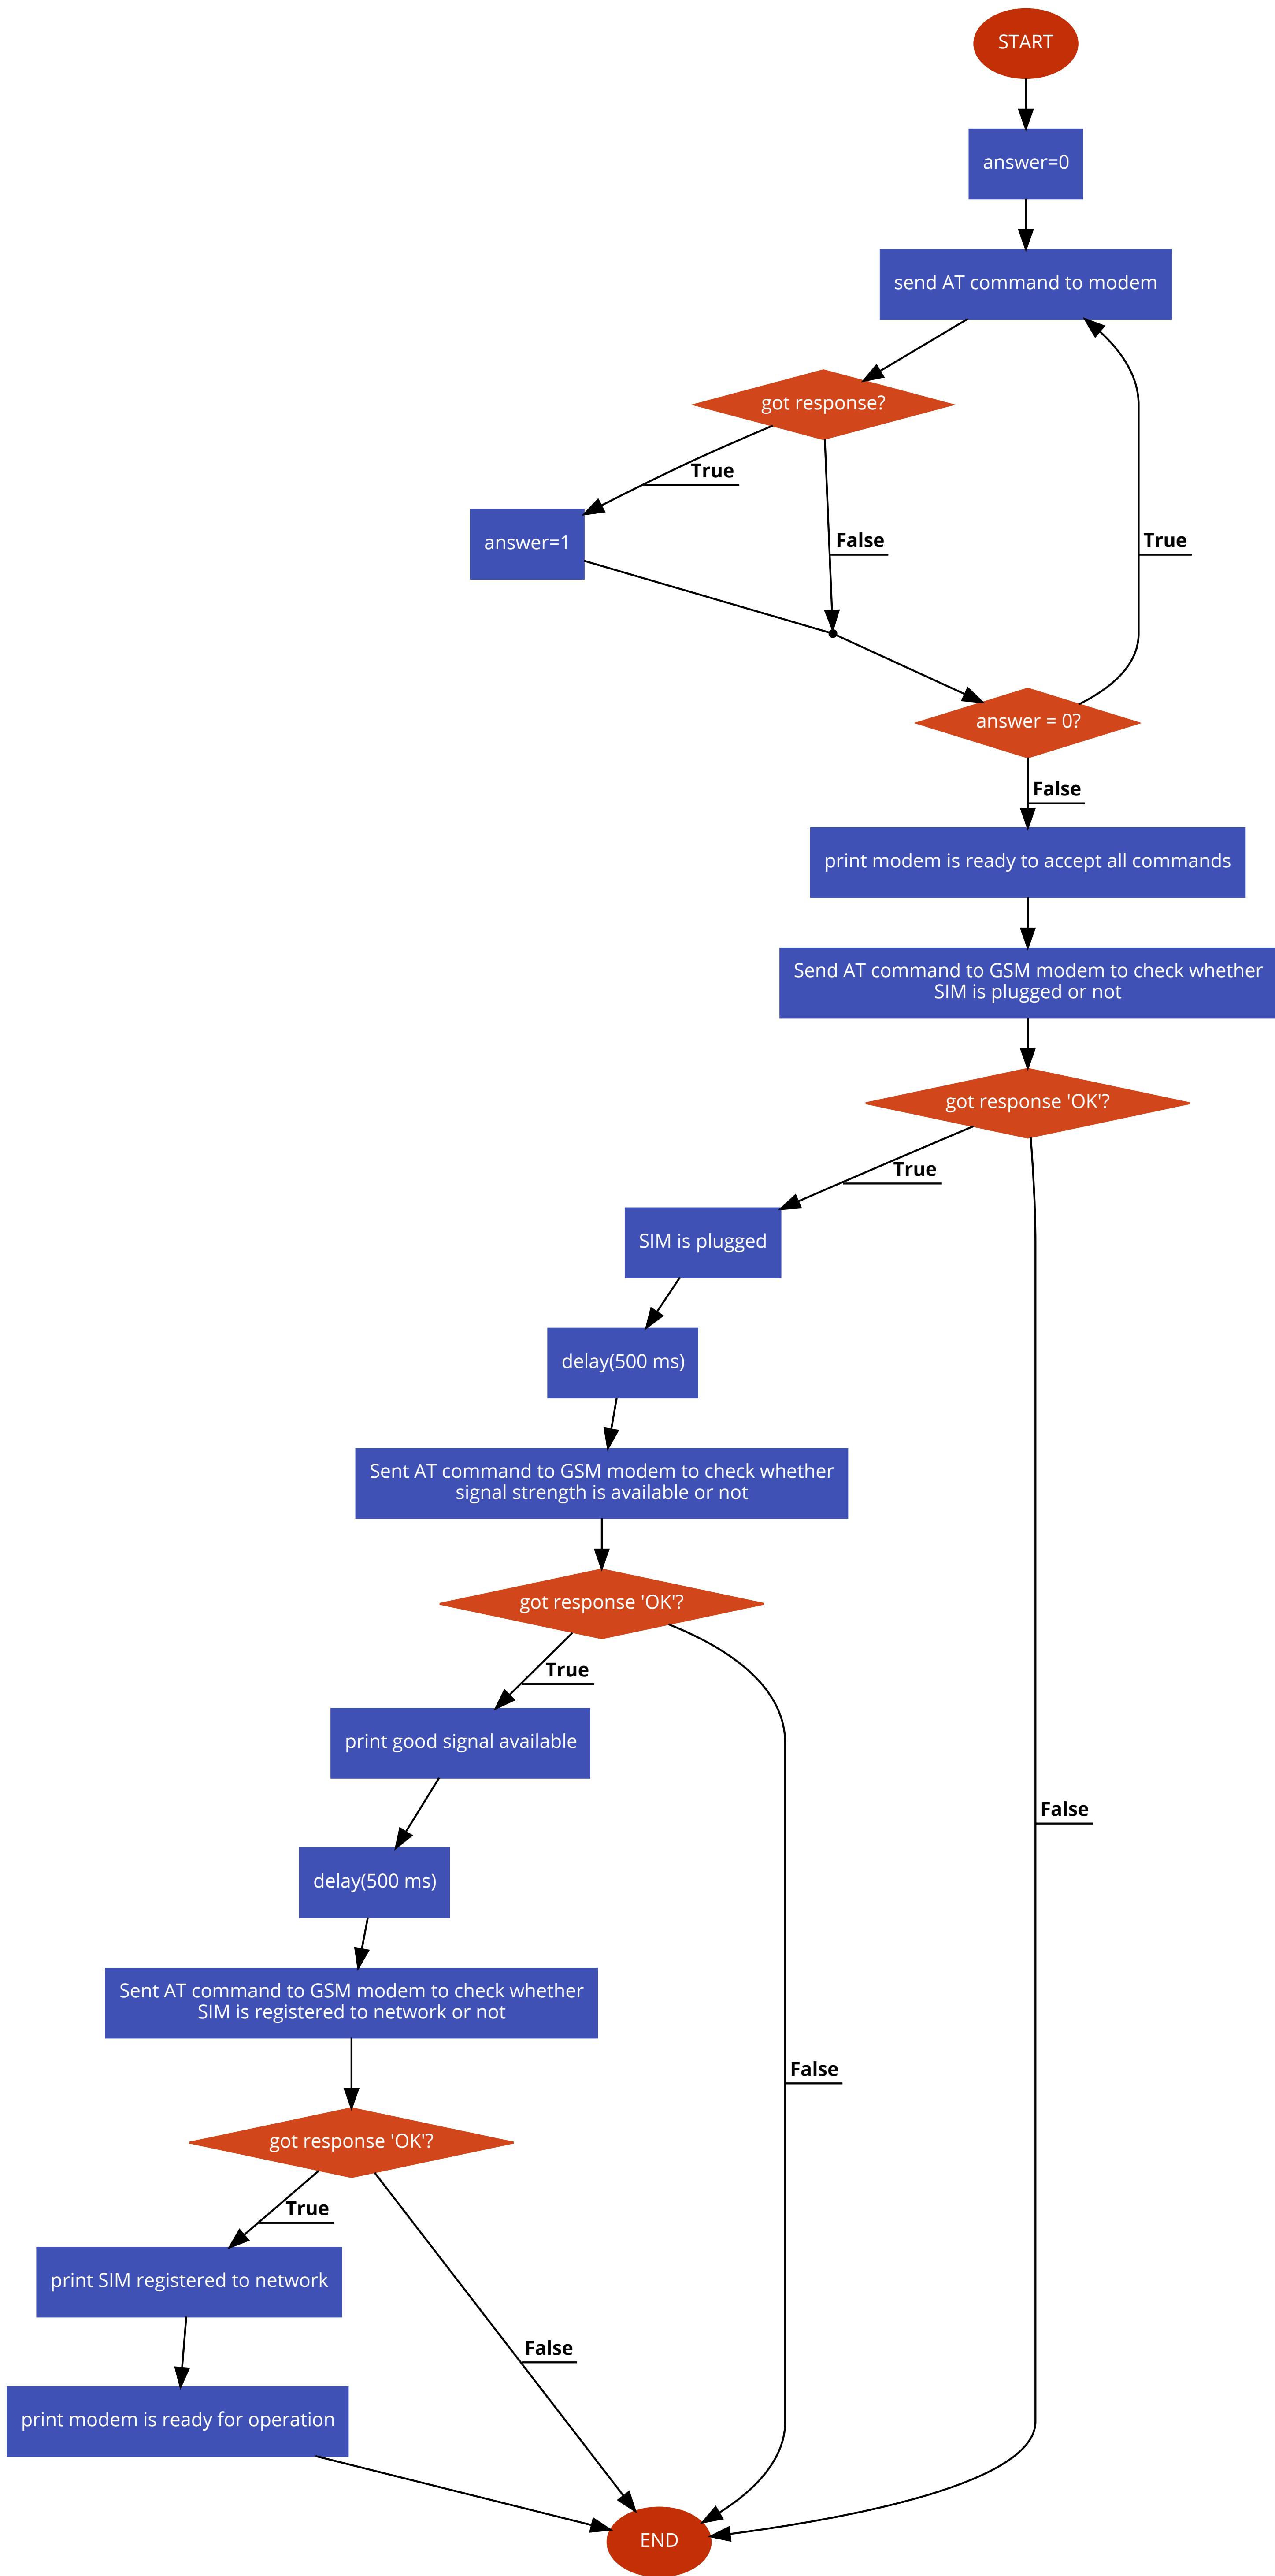 START
answer=0
send AT command to modem
got response?
True
answer=1
False
True
answer = 0?
False
print modem is ready to accept all commands
Send AT command to GSM modem to check whether
SIM is plugged or not
got response 'OK'?
True
SIM is plugged
delay(500 ms)
Sent AT command to GSM modem to check whether
signal strength is available or not
got response 'OK'?
True
print good signal available
False
delay(500 ms)
Sent AT command to GSM modem to check whether
SIM is registered to network or not
False
got response 'OK'?
True
print SIM registered to network
False
print modem is ready for operation
END